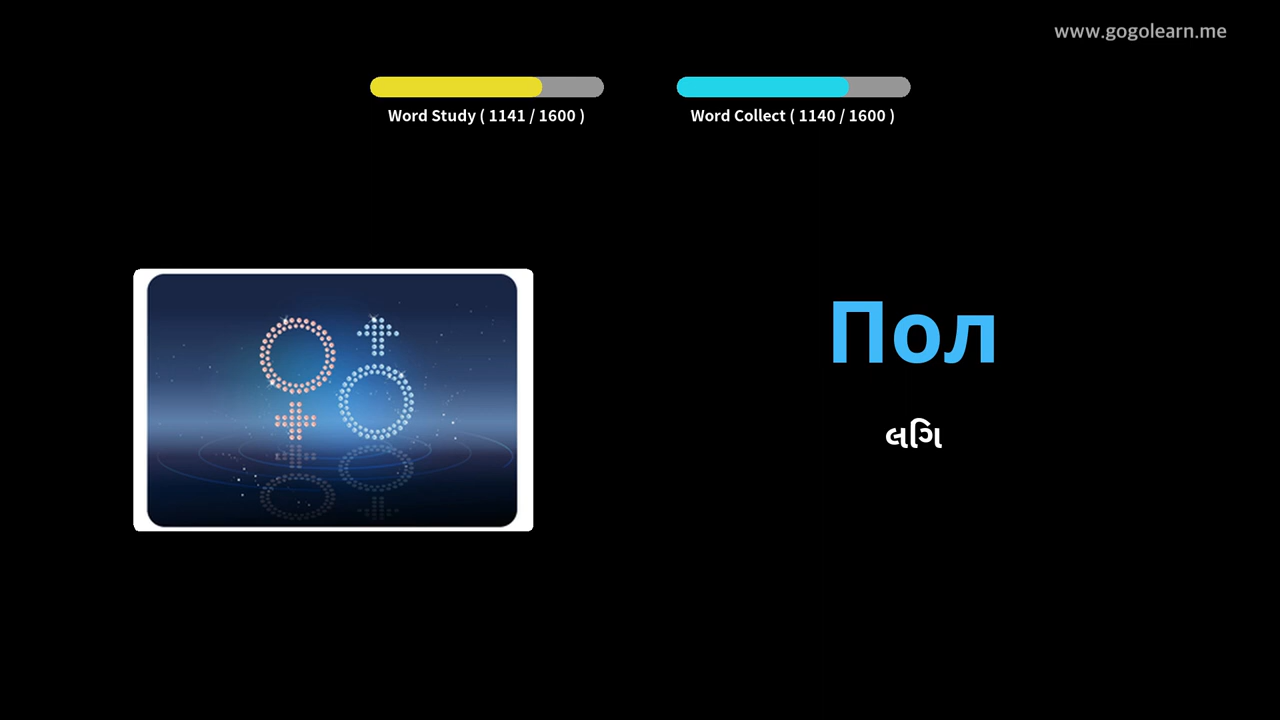 www.gogolearn.me
Word Study ( 1141 / 1600 )
Word Collect ( 1140 / 1600 )
Пол
લગિ